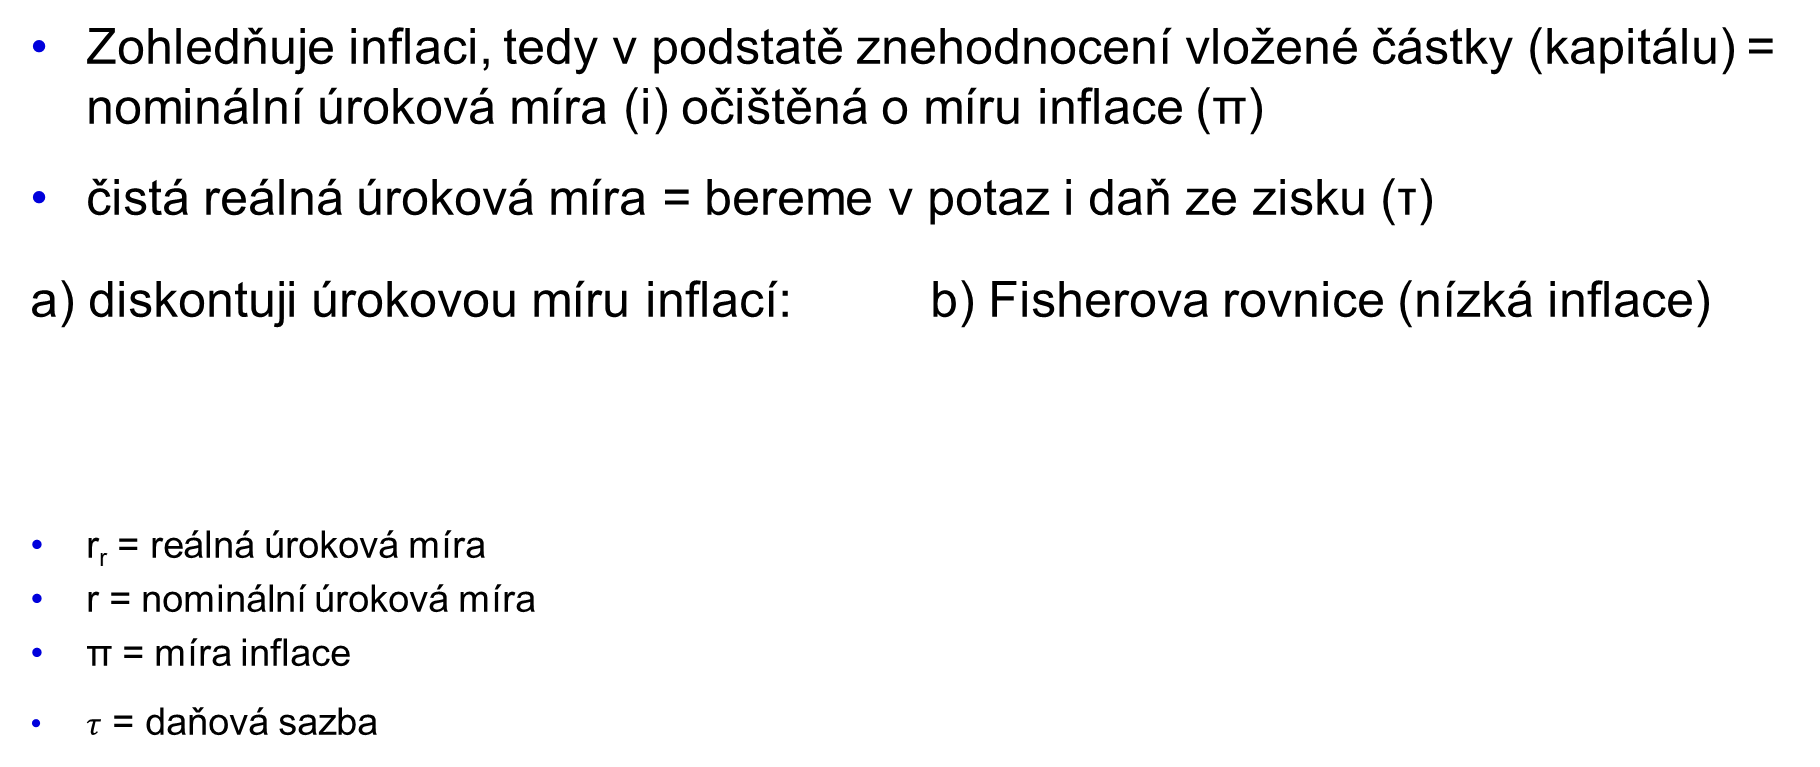 • Zohledňuje inflaci, tedy v podstatě znehodnocení vložené částky (kapitálu) =
nominální úroková míra (i) očištěná o míru inflace (π)
• čistá reálná úroková míra = bereme v potaz i daň ze zisku (τ)
a) diskontuji úrokovou míru inflací: b) Fisherova rovnice (nízká inflace)
• rᵣ = reálná úroková míra
• r = nominální úroková míra
• π = míra inflace
• 𝜏 = daňová sazba